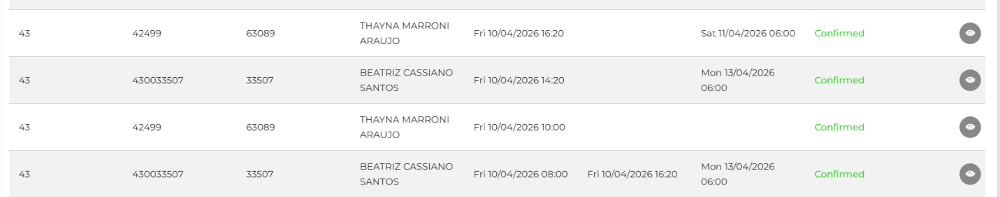 43 42499 63089 THAYNA MARRONI ARAUJO Fri 10/04/2026 16:20 Sat 11/04/2026 06:00 Confirmed
43 430033507 33507 BEATRIZ CASSIANO SANTOS Fri 10/04/2026 14:20 Mon 13/04/2026 06:00 Confirmed
43 42499 63089 THAYNA MARRONI ARAUJO Fri 10/04/2026 10:00 Confirmed
43 430033507 33507 BEATRIZ CASSIANO SANTOS Fri 10/04/2026 08:00 Fri 10/04/2026 16:20 Mon 13/04/2026 06:00 Confirmed